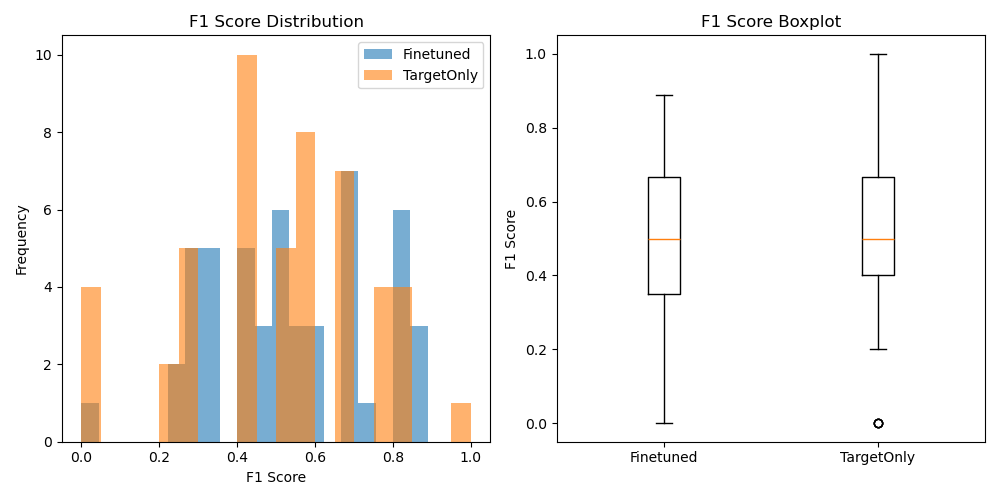 F1 Score Distribution
Finetuned
TargetOnly
10
8
6
4
2
0
Frequency
0.0 0.2 0.4 0.6 0.8 1.0
F1 Score
F1 Score Boxplot
1.0
0.8
0.6
0.4
0.2
0.0
F1 Score
Finetuned TargetOnly